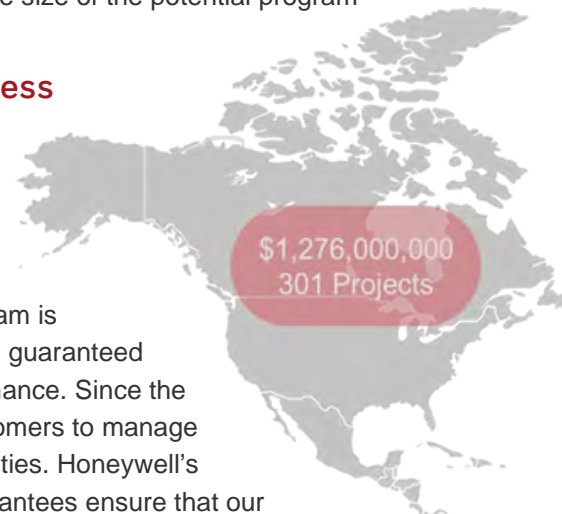 size of the potential program
ess
$1,276,000,000
301 Projects
am is
guaranteed
nance. Since the
omers to manage
ties. Honeywell's
antees ensure that our